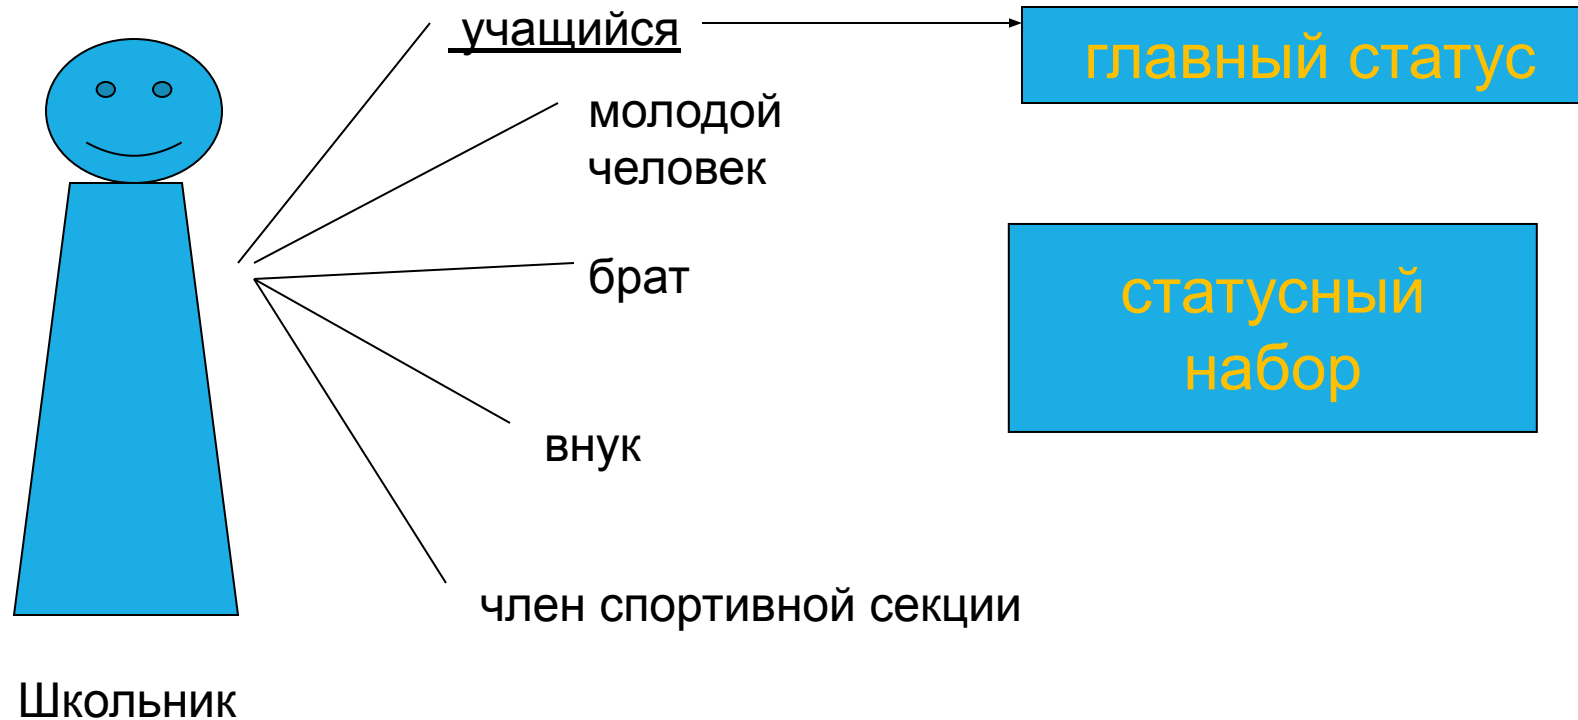 учащийся
главный статус
молодой
человек
брат
статусный
набор
внук
член спортивной секции
Школьник